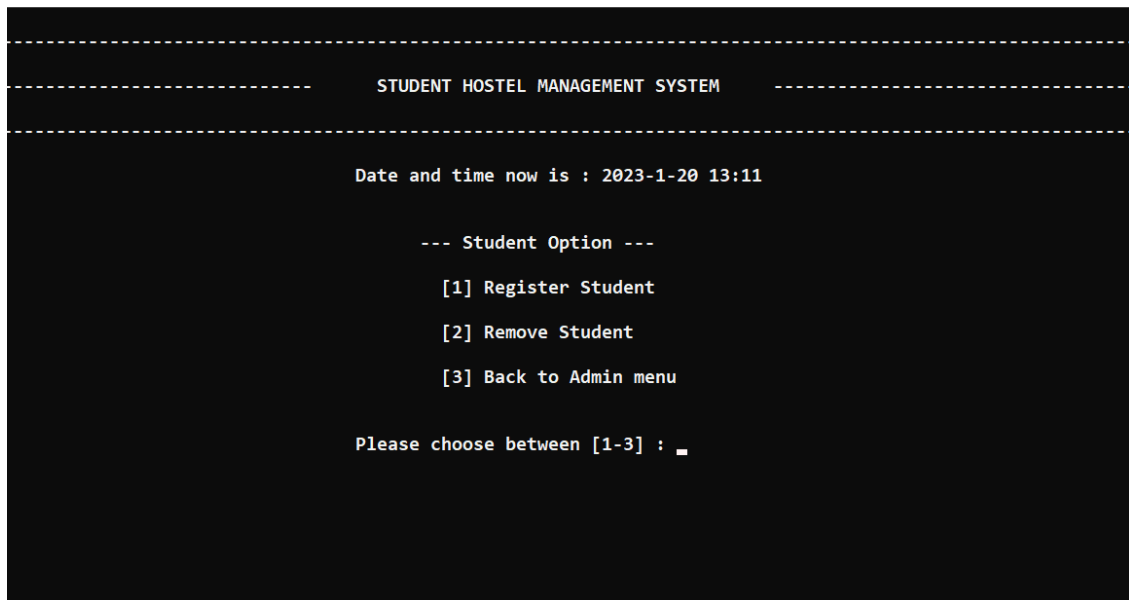 ----------------------------------------------------------------------------------------------------------
-----------------------------      STUDENT HOSTEL MANAGEMENT SYSTEM     ----------------------------------
----------------------------------------------------------------------------------------------------------
Date and time now is : 2023-1-20 13:11
--- Student Option ---
[1] Register Student
[2] Remove Student
[3] Back to Admin menu
Please choose between [1-3] : _